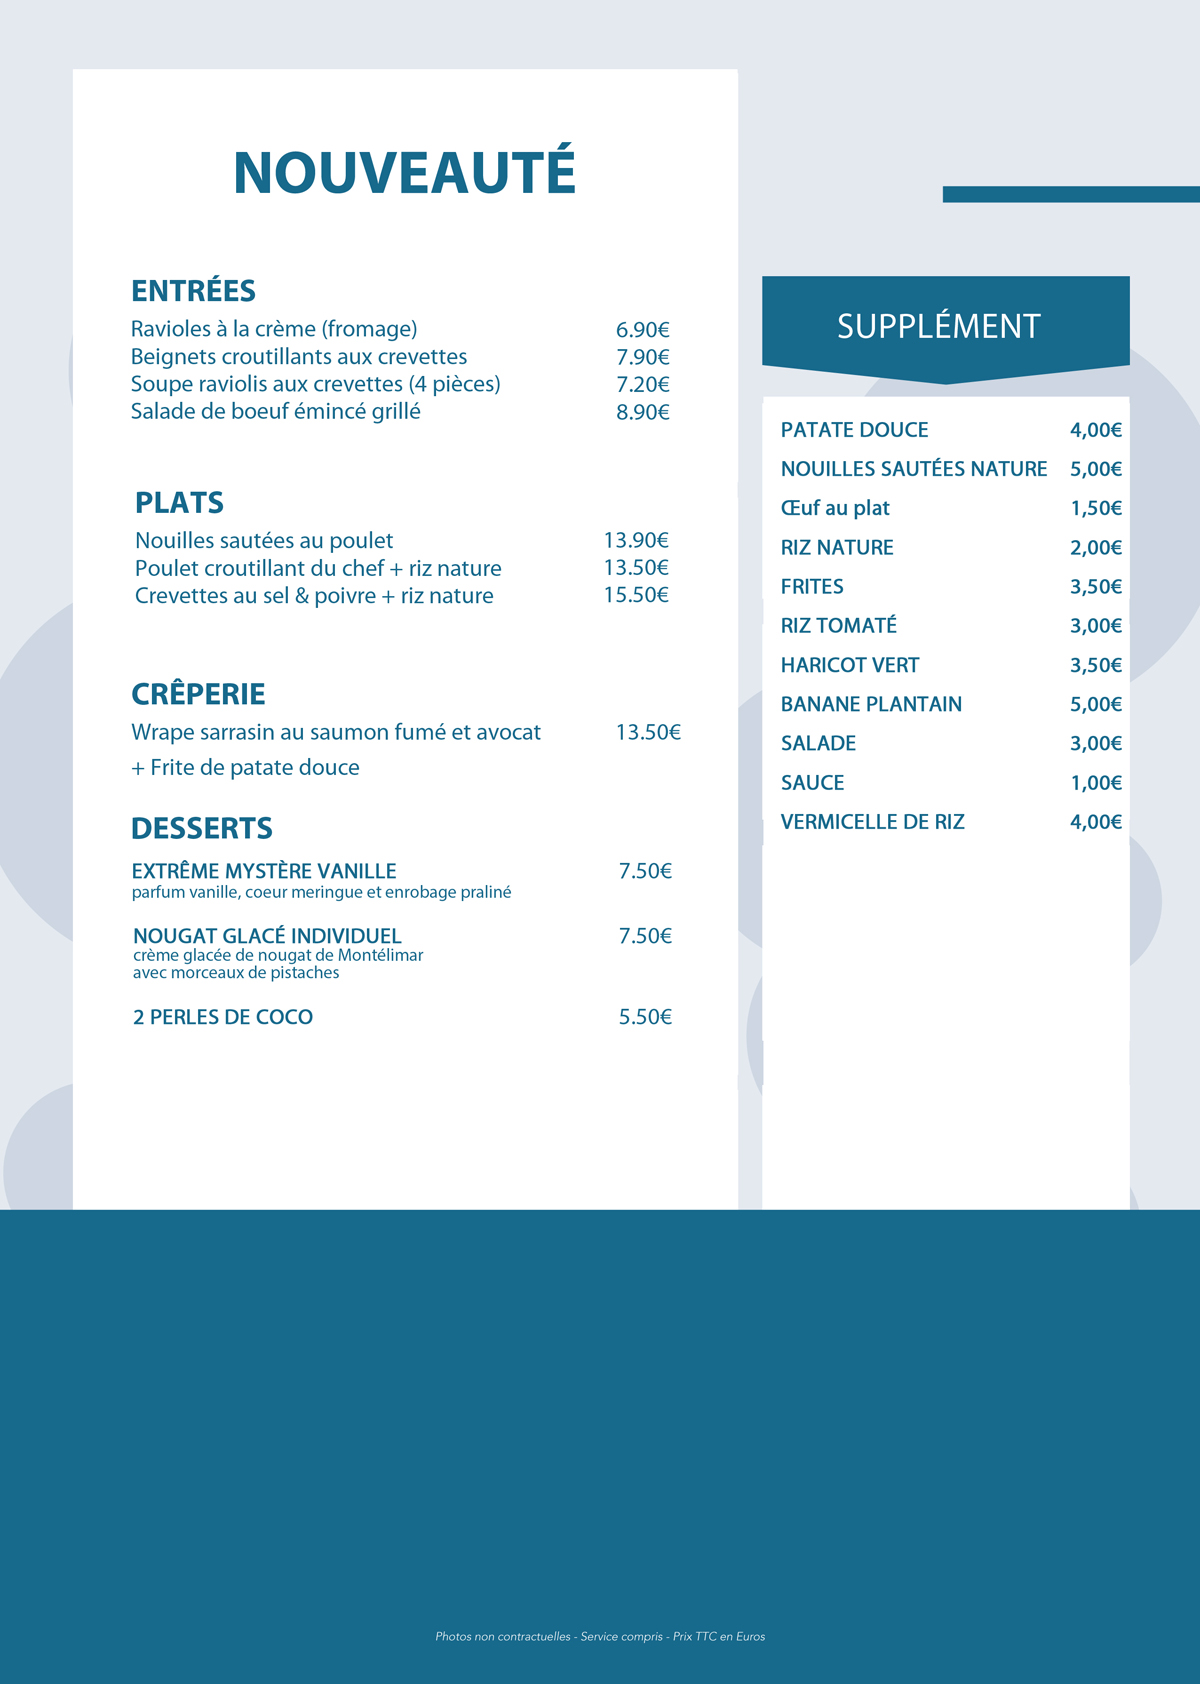 NOUVEAUTÉ
ENTRÉES
Ravioles à la crème (fromage) 6.90€
Beignets croutillants aux crevettes 7.90€
Soupe raviolis aux crevettes (4 pièces) 7.20€
Salade de boeuf émincé grillé 8.90€
PLATS
Nouilles sautées au poulet 13.90€
Poulet croutillant du chef + riz nature 13.50€
Crevettes au sel & poivre + riz nature 15.50€
CRÊPERIE
Wrape sarrasin au saumon fumé et avocat 13.50€
+ Frite de patate douce
DESSERTS
EXTRÊME MYSTÈRE VANILLE 7.50€
parfum vanille, coeur meringue et enrobage praliné
NOUGAT GLACÉ INDIVIDUEL 7.50€
crème glacée de nougat de Montélimar
avec morceaux de pistaches
2 PERLES DE COCO 5.50€
SUPPLÉMENT
PATATE DOUCE 4,00€
NOUILLES SAUTÉES NATURE 5,00€
Œuf au plat 1,50€
RIZ NATURE 2,00€
FRITES 3,50€
RIZ TOMATÉ 3,00€
HARICOT VERT 3,50€
BANANE PLANTAIN 5,00€
SALADE 3,00€
SAUCE 1,00€
VERMICELLE DE RIZ 4,00€
Photos non contractuelles - Service compris - Prix TTC en Euros